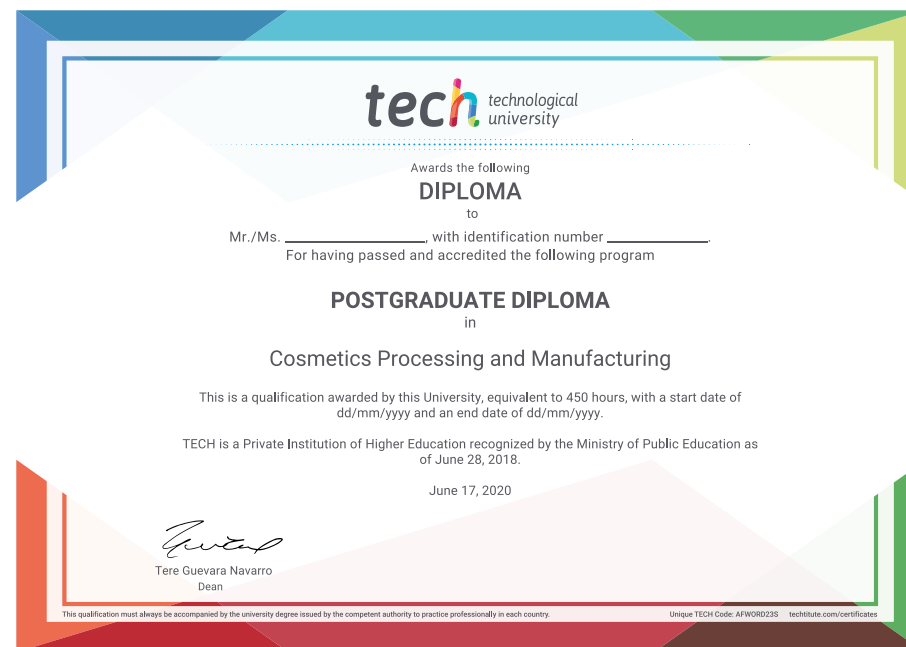 tech technological
university
Awards the following
DIPLOMA
to
Mr./Ms. ____________________, with identification number ______________.
For having passed and accredited the following program
POSTGRADUATE DIPLOMA
in
Cosmetics Processing and Manufacturing
This is a qualification awarded by this University, equivalent to 450 hours, with a start date of
dd/mm/yyyy and an end date of dd/mm/yyyy.
TECH is a Private Institution of Higher Education recognized by the Ministry of Public Education as
of June 28, 2018.
June 17, 2020
Tere Guevara Navarro
Dean
This qualification must always be accompanied by the university degree issued by the competent authority to practice professionally in each country.
Unique TECH Code: AFWORD23S techtitute.com/certificates